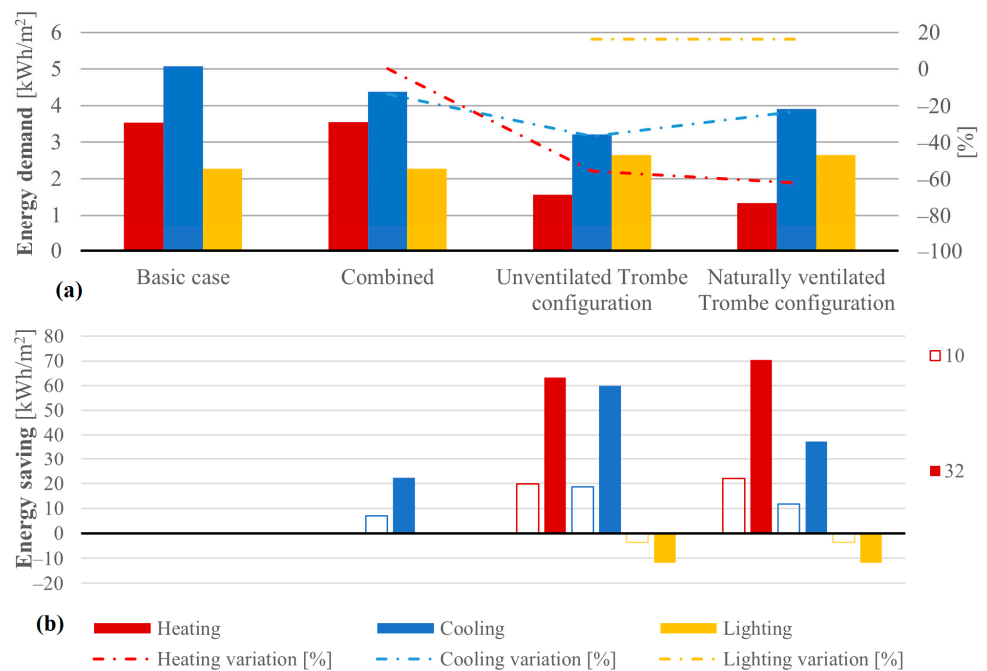 Energy demand [kWh/m²]
6
5
4
3
2
1
0
20
0
–20
–40
–60
–80
–100
[%]
Basic case
Combined
Unventilated Trombe
configuration
Naturally ventilated
Trombe configuration
(a)
Energy saving [kWh/m²]
80
70
60
50
40
30
20
10
0
–10
–20
10
32
(b)
Heating
Cooling
Lighting
Heating variation [%]
Cooling variation [%]
Lighting variation [%]